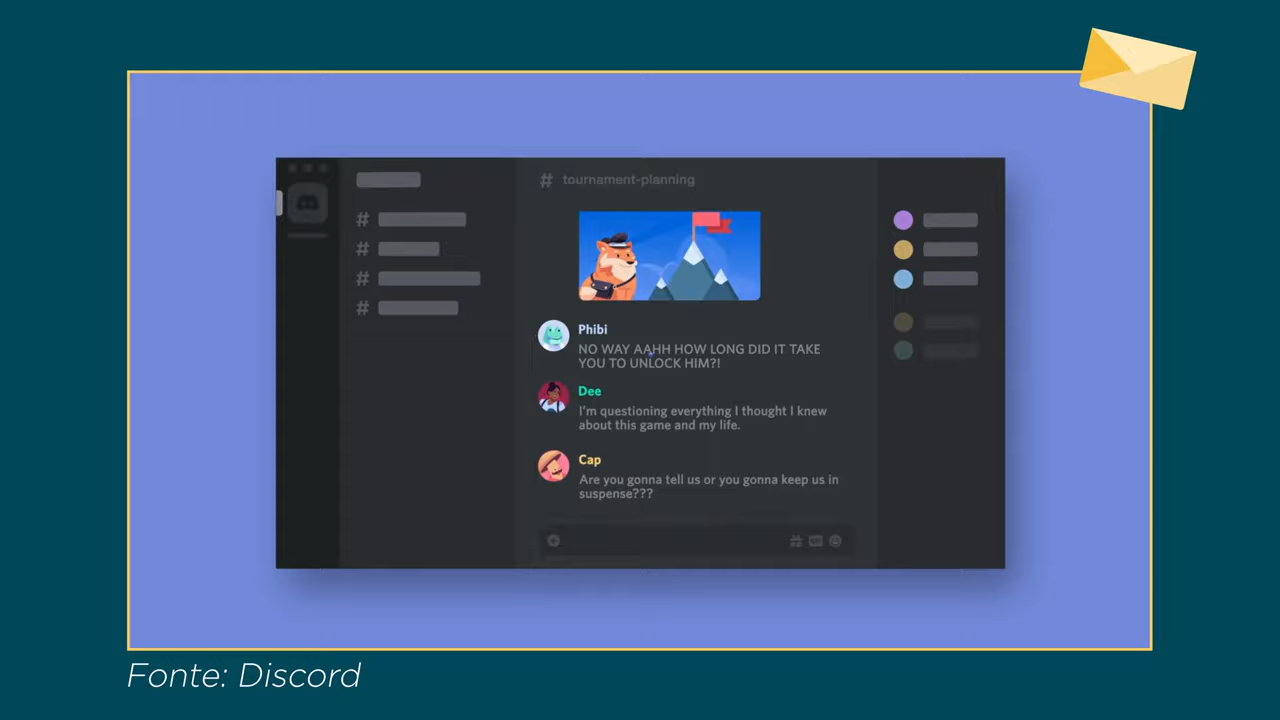 # tournament-planning
#
#
#
#
Phibi
NO WAY AAHH HOW LONG DID IT TAKE
YOU TO UNLOCK HIM?!
Dee
I'm questioning everything I thought I knew
about this game and my life.
Cap
Are you gonna tell us or you gonna keep us in
suspense???
GIF
Fonte: Discord